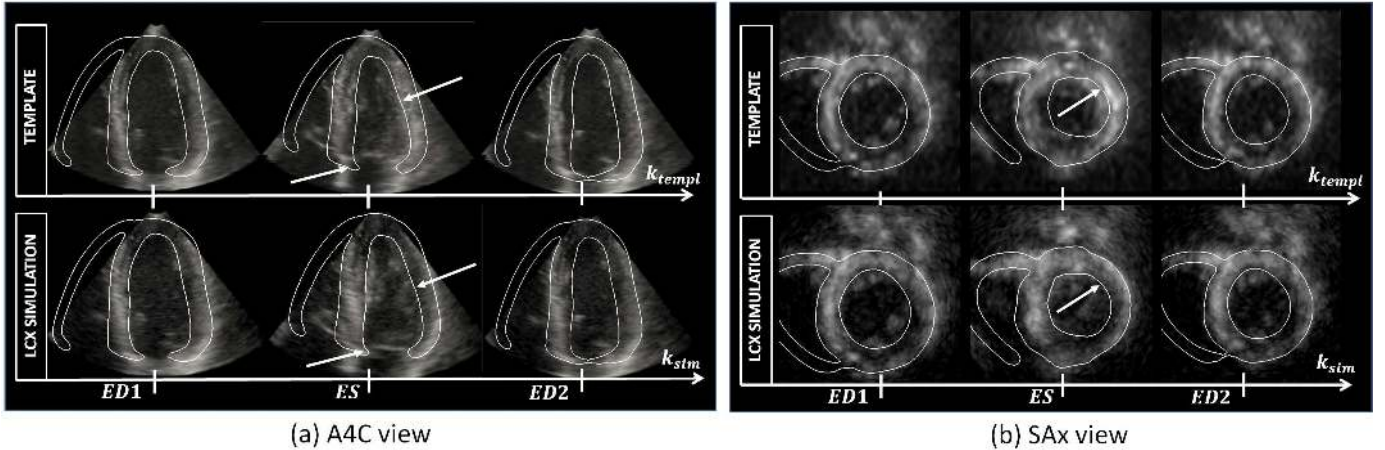 TEMPLATE
k_templ
LCX SIMULATION
k_sim
ED1 ES ED2
(a) A4C view
TEMPLATE
k_templ
LCX SIMULATION
k_sim
ED1 ES ED2
(b) SAx view